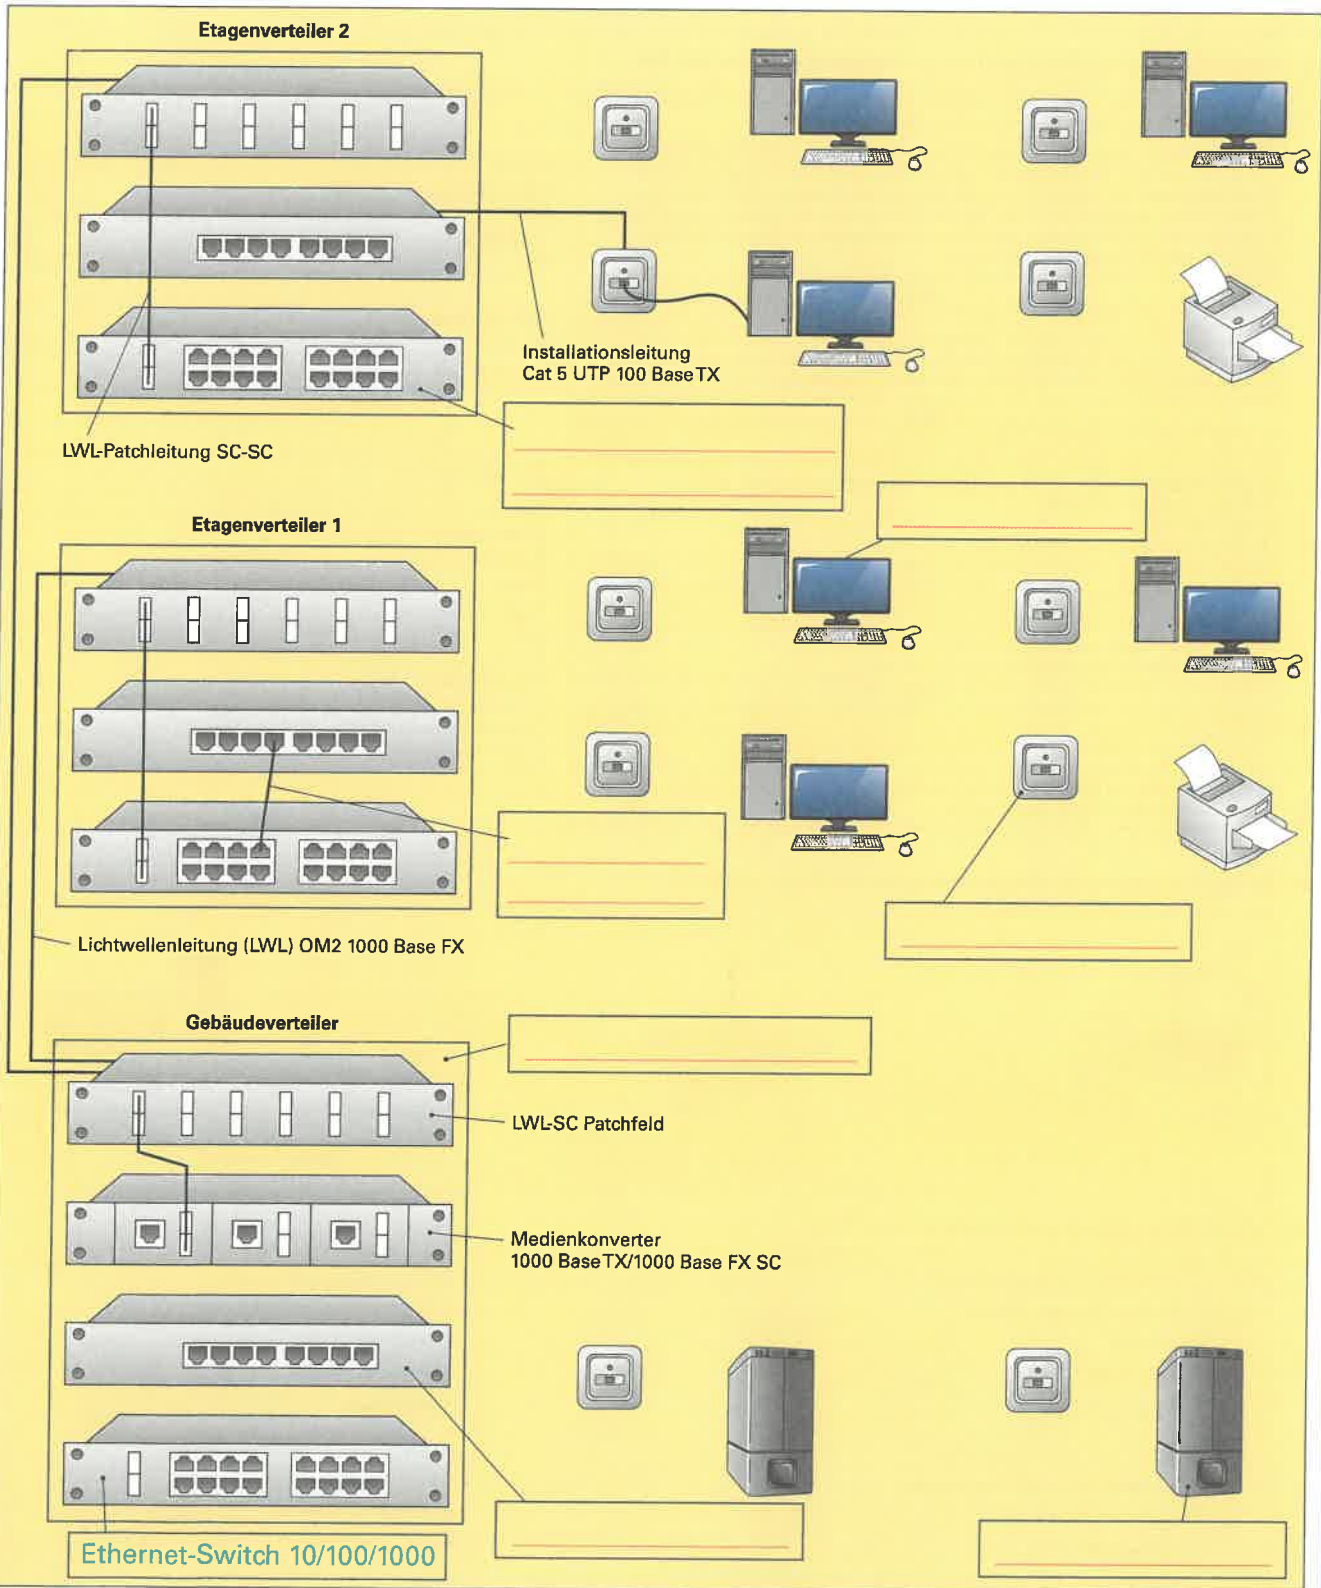 Etagenverteiler 2
Installationsleitung
Cat 5 UTP 100 Base TX
LWL-Patchleitung SC-SC
Etagenverteiler 1
Lichtwellenleitung (LWL) OM2 1000 Base FX
Gebäudeverteiler
LWL-SC Patchfeld
Medienkonverter
1000 Base TX/1000 Base FX SC
Ethernet-Switch 10/100/1000